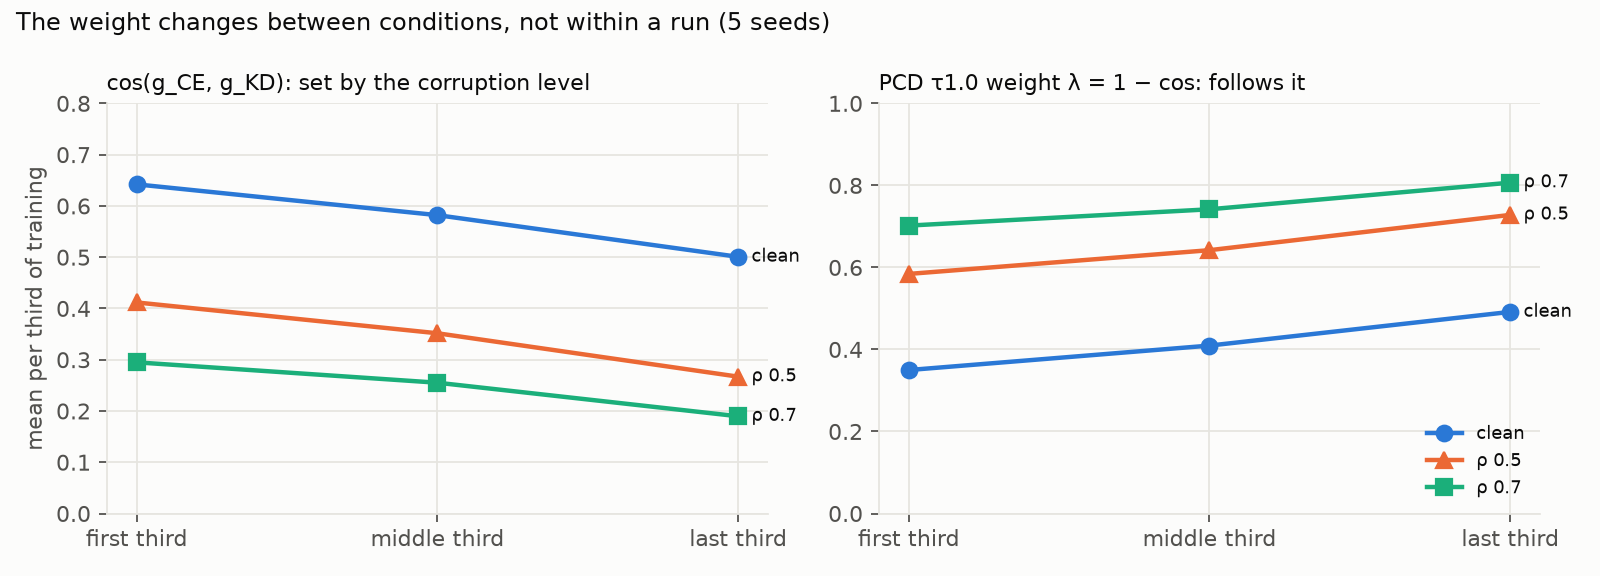 The weight changes between conditions, not within a run (5 seeds)
cos(g_CE, g_KD): set by the corruption level
mean per third of training
0.8
0.7
0.6
0.5
0.4
0.3
0.2
0.1
0.0
clean
ρ 0.5
ρ 0.7
first third
middle third
last third
PCD τ1.0 weight λ = 1 − cos: follows it
1.0
0.8
0.6
0.4
0.2
0.0
ρ 0.7
ρ 0.5
clean
clean
ρ 0.5
ρ 0.7
first third
middle third
last third